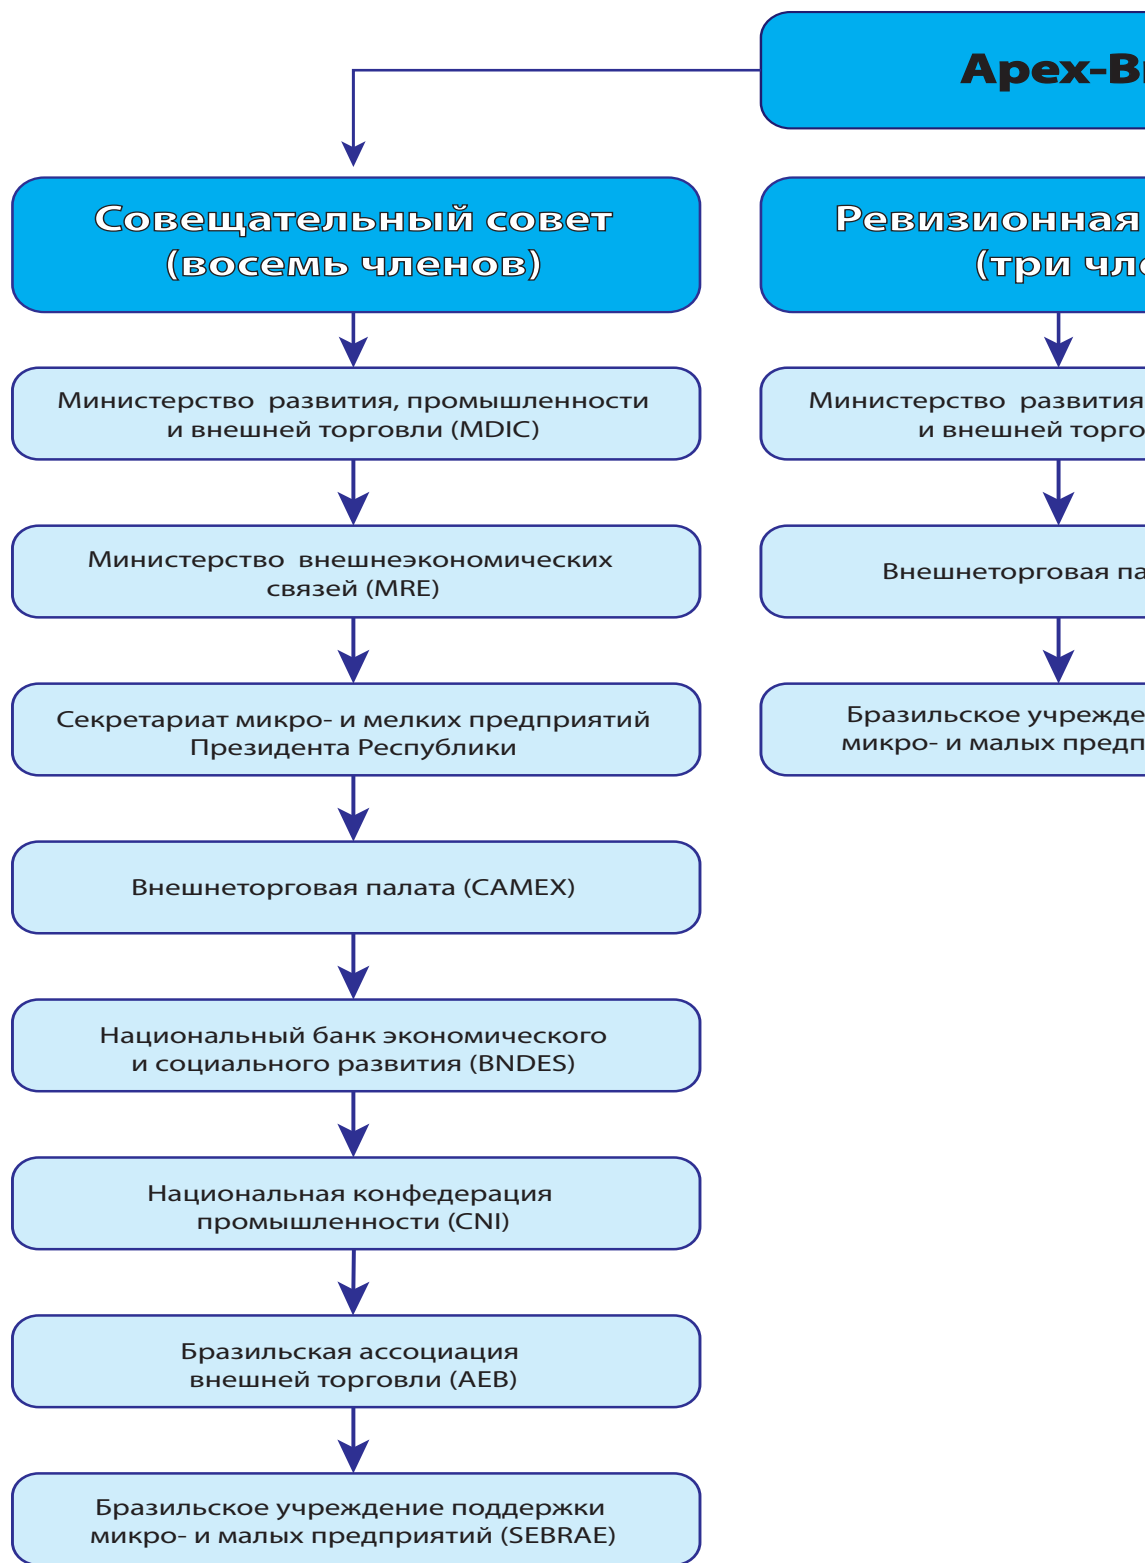 Apex-B
Совещательный совет
(восемь членов)
Министерство развития, промышленности
и внешней торговли (MDIC)
Министерство внешнеэкономических
связей (MRE)
Секретариат микро- и мелких предприятий
Президента Республики
Внешнеторговая палата (CAMEX)
Национальный банк экономического
и социального развития (BNDES)
Национальная конфедерация
промышленности (CNI)
Бразильская ассоциация
внешней торговли (AEB)
Бразильское учреждение поддержки
микро- и малых предприятий (SEBRAE)
Ревизионная
(три чле
Министерство развития
и внешней торго
Внешнеторговая па
Бразильское учрежде
микро- и малых предп